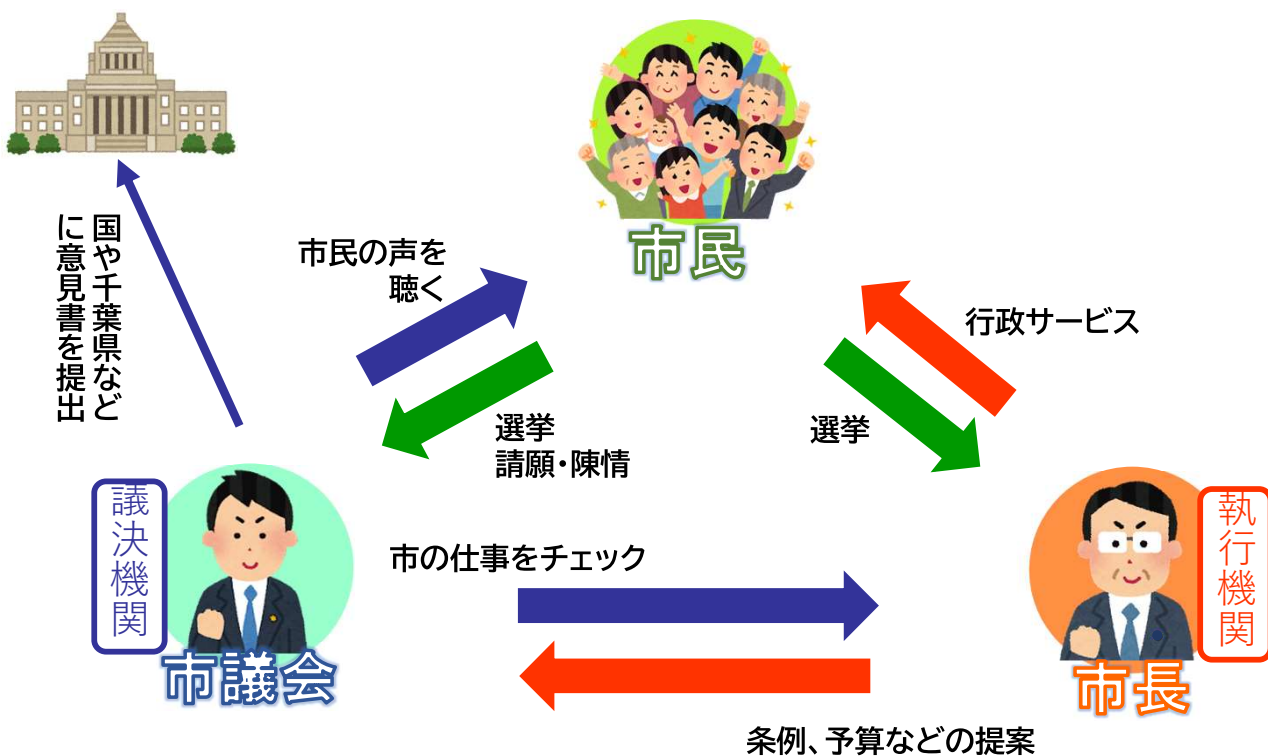 市民
国や千葉県など
に意見書を提出
市民の声を
聴く
行政サービス
選挙
請願・陳情
選挙
議決機関
市議会
市の仕事をチェック
執行機関
市長
条例、予算などの提案